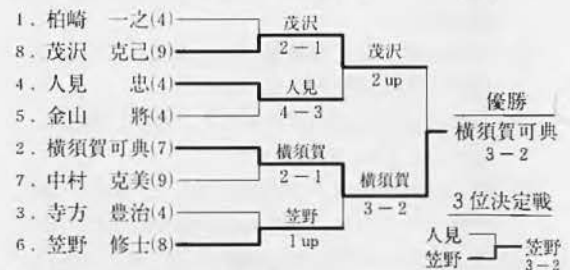 1. 柏崎 一之(4)
8. 茂沢 克己(9)
4. 人見 忠(4)
5. 金山 將(4)
2. 横須賀可典(7)
7. 中村 克美(9)
3. 寺方 豊治(4)
6. 笠野 修士(8)
茂沢
2-1
人見
4-3
横須賀
2-1
笠野
1 up
茂沢
2 up
横須賀
3-2
優勝
横須賀可典
3-2
3位決定戦
人見
笠野
笠野
3-2